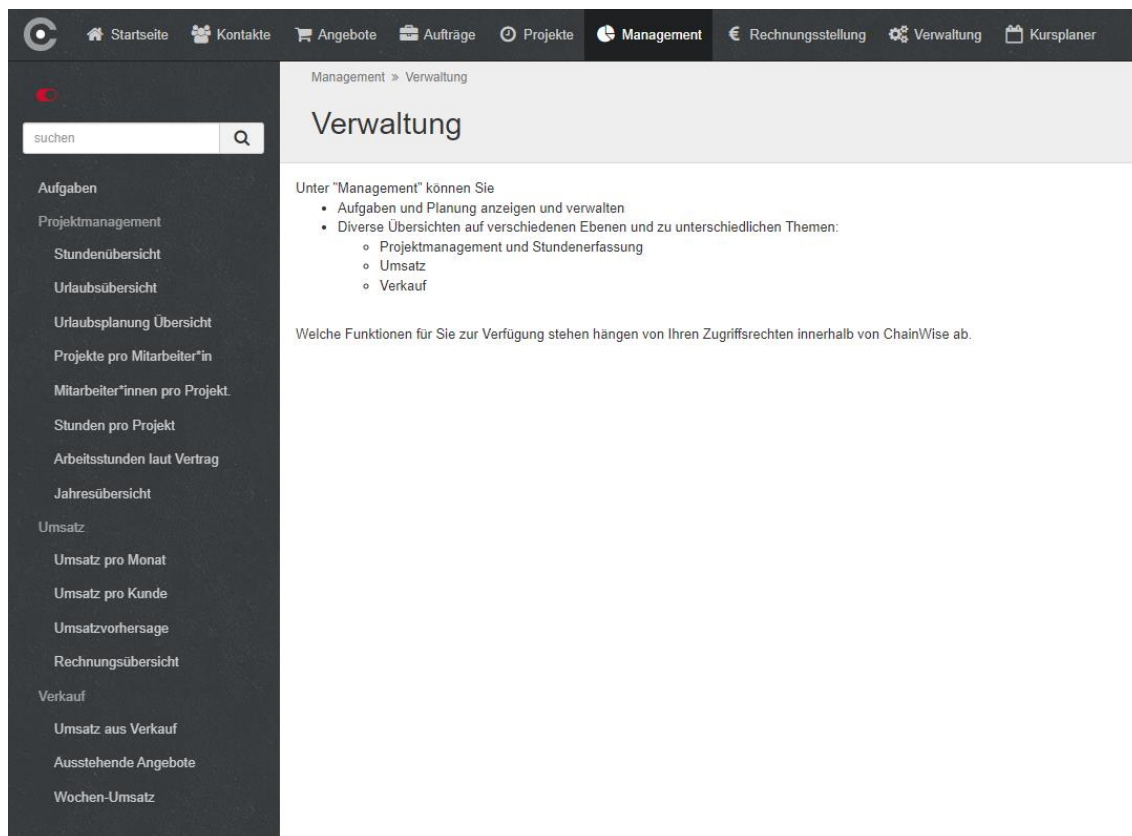 Startseite Kontakte Angebote Aufträge Projekte Management € Rechnungsstellung Verwaltung Kursplaner
Management » Verwaltung
Verwaltung
suchen
Aufgaben
Projektmanagement
Stundenübersicht
Urlaubsübersicht
Urlaubsplanung Übersicht
Projekte pro Mitarbeiter*in
Mitarbeiter*innen pro Projekt.
Stunden pro Projekt
Arbeitsstunden laut Vertrag
Jahresübersicht
Umsatz
Umsatz pro Monat
Umsatz pro Kunde
Umsatzvorhersage
Rechnungsübersicht
Verkauf
Umsatz aus Verkauf
Ausstehende Angebote
Wochen-Umsatz
Unter "Management" können Sie
• Aufgaben und Planung anzeigen und verwalten
• Diverse Übersichten auf verschiedenen Ebenen und zu unterschiedlichen Themen:
◦ Projektmanagement und Stundenerfassung
◦ Umsatz
◦ Verkauf
Welche Funktionen für Sie zur Verfügung stehen hängen von Ihren Zugriffsrechten innerhalb von ChainWise ab.